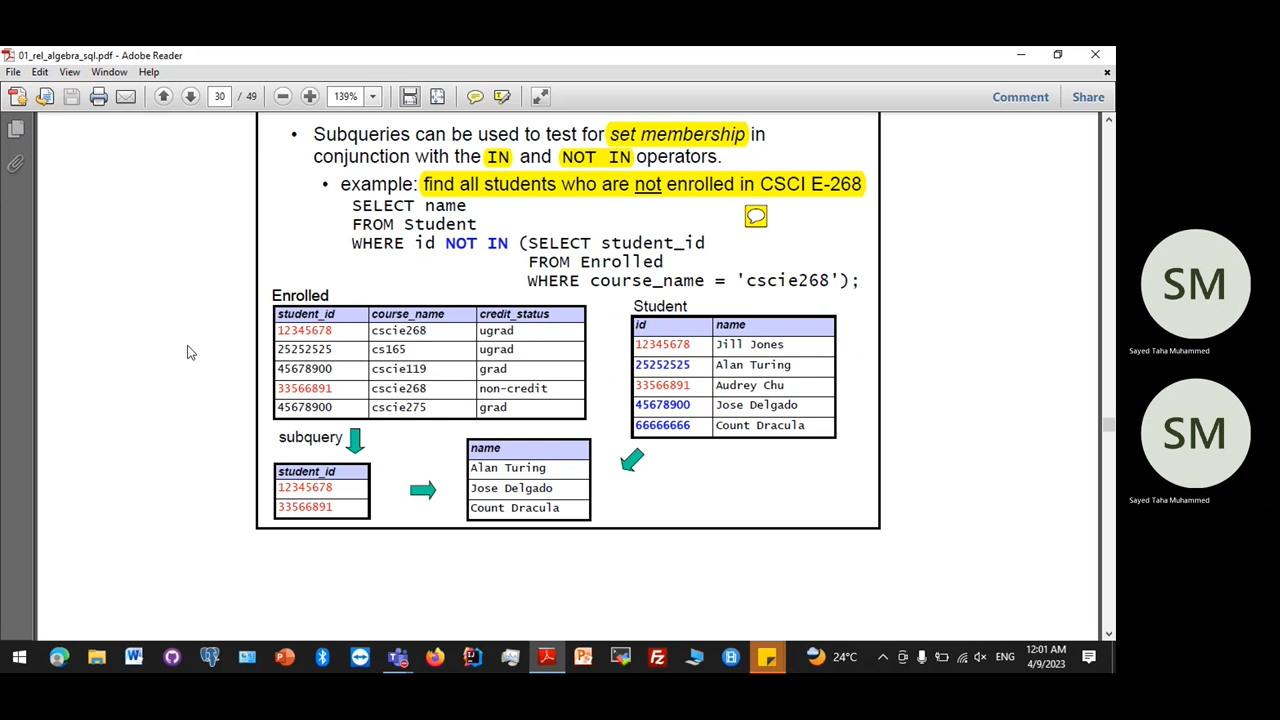 01_rel_algebra_sql.pdf - Adobe Reader
File Edit View Window Help
30 / 49 139% Comment Share
• Subqueries can be used to test for set membership in
conjunction with the IN and NOT IN operators.
• example: find all students who are not enrolled in CSCI E-268
SELECT name
FROM Student
WHERE id NOT IN (SELECT student_id
FROM Enrolled
WHERE course_name = 'cscie268');
Enrolled
student_id course_name credit_status
12345678 cscie268 ugrad
25252525 cs165 ugrad
45678900 cscie119 grad
33566891 cscie268 non-credit
45678900 cscie275 grad
Student
id name
12345678 Jill Jones
25252525 Alan Turing
33566891 Audrey Chu
45678900 Jose Delgado
66666666 Count Dracula
subquery
student_id
12345678
33566891
name
Alan Turing
Jose Delgado
Count Dracula
SM
Sayed Taha Muhammed
SM
Sayed Taha Muhammed
24°C ENG 12:01 AM
4/9/2023